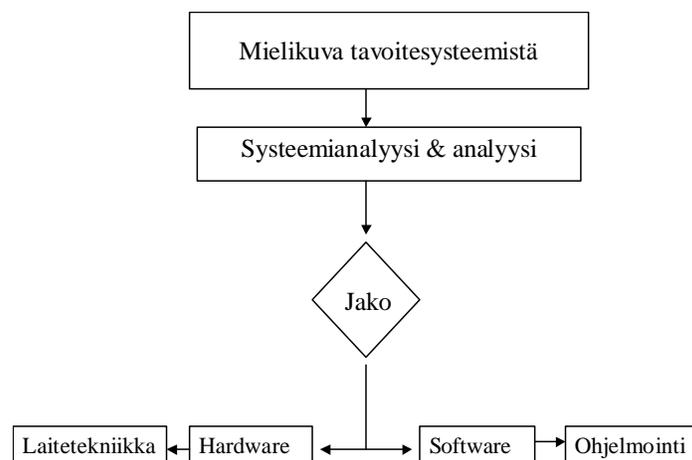 Mielikuva tavoitesysteemistä
Systeemianalyysi & analyysi
Jako
Laitetekniikka Hardware Software Ohjelmointi